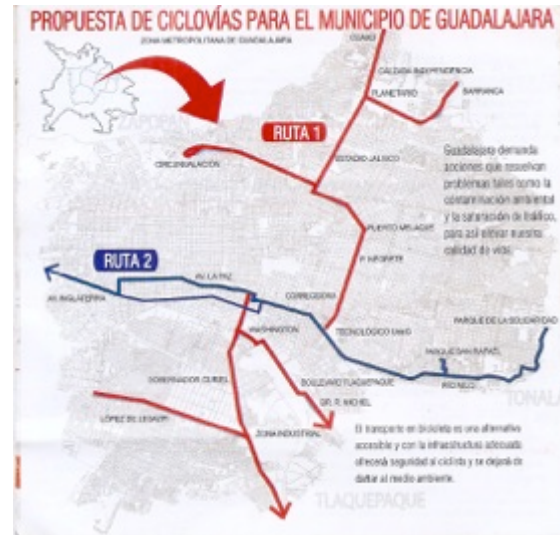 PROPUESTA DE CICLOVÍAS PARA EL MUNICIPIO DE GUADALAJARA
ZONA METROPOLITANA DE GUADALAJARA
CALZADA INDEPENDENCIA
PLANETARIO
BARRANCA
ZAPOPAN
RUTA 1
CIRCUNVALACIÓN
ESTADIO JALISCO
Guadalajara demanda
acciones que resuelvan
problemas tales como la
contaminación ambiental
y la saturación de tráfico,
para así elevar nuestra
calidad de vida.
PUERTO MELAQUE
P. NEGRETE
RUTA 2
AV. LA PAZ
AV. INGLATERRA
CORREGIDORA
WASHINGTON
TECNOLÓGICO UdeG
PARQUE DE LA SOLIDARIDAD
PARQUE SAN RAFAEL
RÍO NILO
BOULEVARD TLAQUEPAQUE
DR. R. MICHEL
GOBERNADOR CURIEL
TONALÁ
LÓPEZ DE LEGAZPI
ZONA INDUSTRIAL
El transporte en bicicleta es una alternativa
accesible y con la infraestructura adecuada
ofrecerá seguridad al ciclista y se dejará de
dañar al medio ambiente.
TLAQUEPAQUE